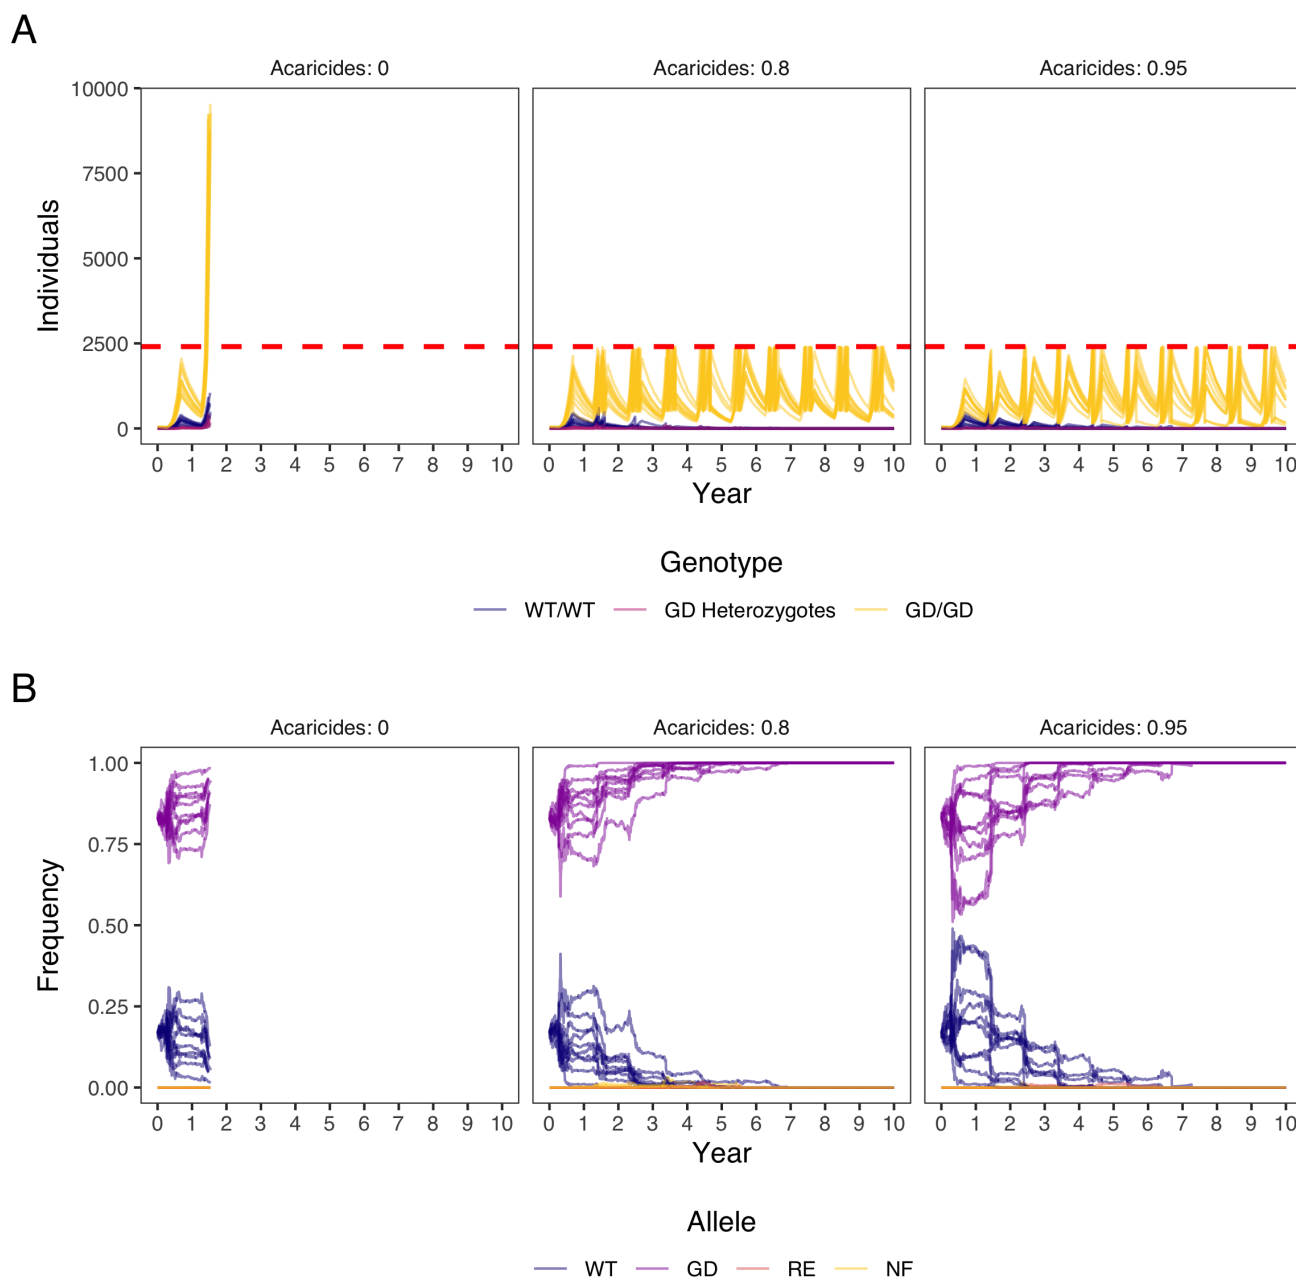 A
Acaricides: 0 Acaricides: 0.8 Acaricides: 0.95
10000
7500
5000
2500
0
Individuals
0 1 2 3 4 5 6 7 8 9 10 0 1 2 3 4 5 6 7 8 9 10 0 1 2 3 4 5 6 7 8 9 10
Year
Genotype
WT/WT GD Heterozygotes GD/GD
B
Acaricides: 0 Acaricides: 0.8 Acaricides: 0.95
1.00
0.75
0.50
0.25
0.00
Frequency
0 1 2 3 4 5 6 7 8 9 10 0 1 2 3 4 5 6 7 8 9 10 0 1 2 3 4 5 6 7 8 9 10
Year
Allele
WT GD RE NF